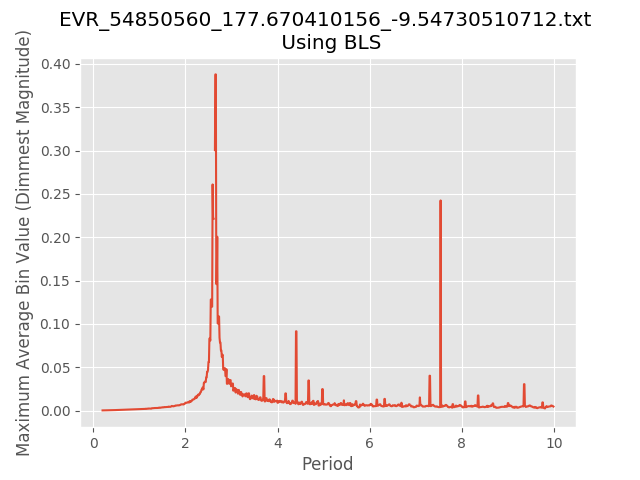 EVR_54850560_177.670410156_-9.54730510712.txt
Using BLS
Maximum Average Bin Value (Dimmest Magnitude)
0.40
0.35
0.30
0.25
0.20
0.15
0.10
0.05
0.00
0 2 4 6 8 10
Period